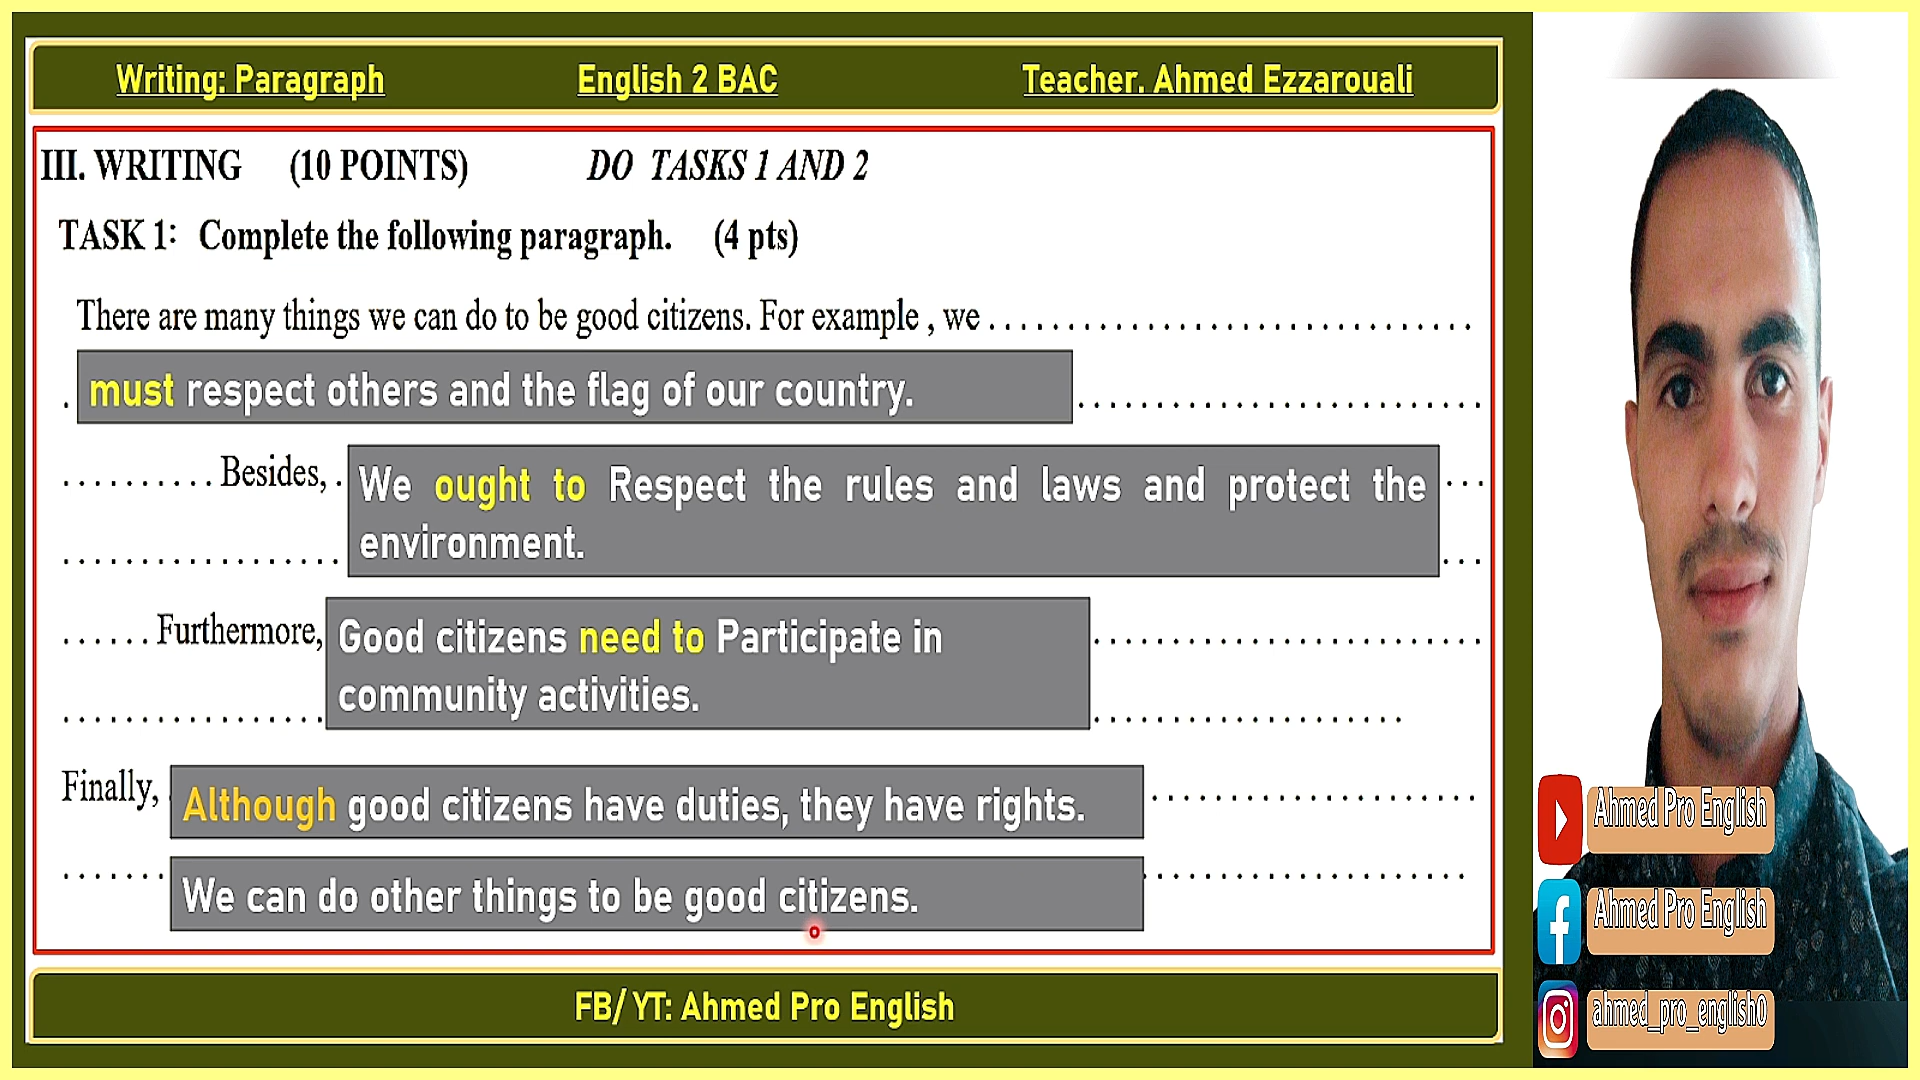 Writing: Paragraph English 2 BAC Teacher. Ahmed Ezzarouali
III. WRITING (10 POINTS) DO TASKS 1 AND 2
TASK 1: Complete the following paragraph. (4 pts)
There are many things we can do to be good citizens. For example , we ...............................
. must respect others and the flag of our country. ..........................
.......... Besides, . We ought to Respect the rules and laws and protect the ...
.................. environment. ...
...... Furthermore, Good citizens need to Participate in .........................
................. community activities. ....................
Finally, Although good citizens have duties, they have rights. .....................
....... We can do other things to be good citizens. .....................
FB/ YT: Ahmed Pro English
Ahmed Pro English
Ahmed Pro English
ahmed_pro_english0